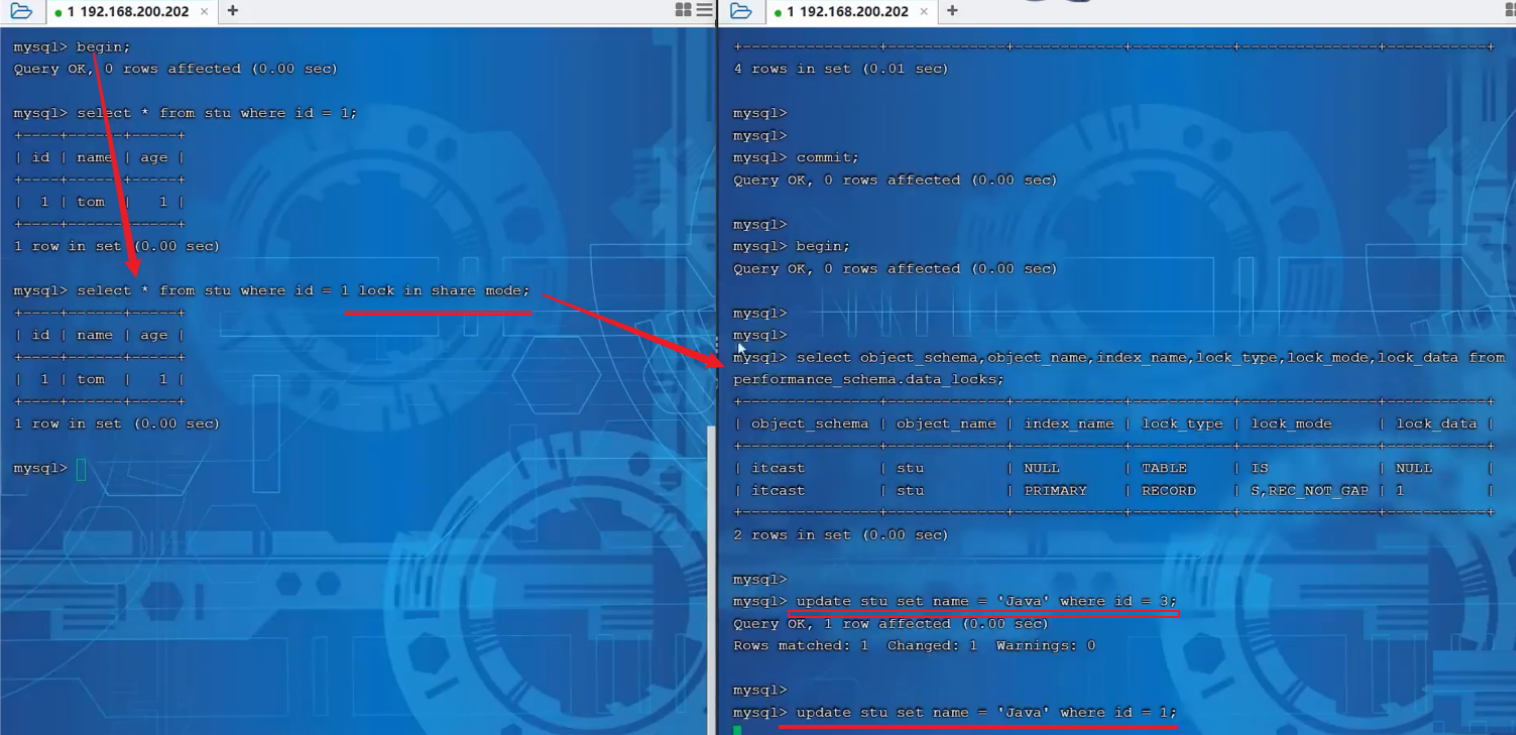 1 192.168.200.202 × +
mysql> begin;
Query OK, 0 rows affected (0.00 sec)
mysql> select * from stu where id = 1;
+----+------+-----+
| id | name | age |
+----+------+-----+
|  1 | tom  |   1 |
+----+------+-----+
1 row in set (0.00 sec)
mysql> select * from stu where id = 1 lock in share mode;
+----+------+-----+
| id | name | age |
+----+------+-----+
|  1 | tom  |   1 |
+----+------+-----+
1 row in set (0.00 sec)
mysql>
1 192.168.200.202 × +
+---------------+-------------+------------+-----------+---------------+-----------+
4 rows in set (0.01 sec)
mysql>
mysql>
mysql> commit;
Query OK, 0 rows affected (0.00 sec)
mysql>
mysql> begin;
Query OK, 0 rows affected (0.00 sec)
mysql>
mysql>
mysql> select object_schema,object_name,index_name,lock_type,lock_mode,lock_data from
performance_schema.data_locks;
+---------------+-------------+------------+-----------+---------------+-----------+
| object_schema | object_name | index_name | lock_type | lock_mode     | lock_data |
+---------------+-------------+------------+-----------+---------------+-----------+
| itcast        | stu         | NULL       | TABLE     | IS            | NULL      |
| itcast        | stu         | PRIMARY    | RECORD    | S,REC_NOT_GAP | 1         |
+---------------+-------------+------------+-----------+---------------+-----------+
2 rows in set (0.00 sec)
mysql>
mysql> update stu set name = 'Java' where id = 3;
Query OK, 1 row affected (0.00 sec)
Rows matched: 1  Changed: 1  Warnings: 0
mysql>
mysql> update stu set name = 'Java' where id = 1;